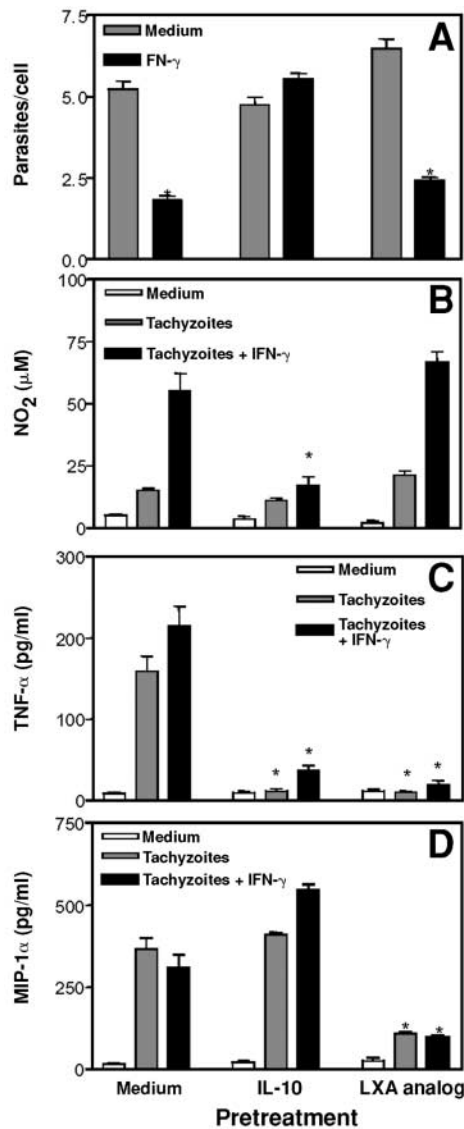 7.5
5.0
2.5
0.0
Parasites/cell
Medium
FN-γ
A
*
*
100
75
50
25
0
NO2 (μM)
Medium
Tachyzoites
Tachyzoites + IFN-γ
B
*
300
200
100
0
TNF-α (pg/ml)
Medium
Tachyzoites
Tachyzoites
+ IFN-γ
C
*
*
*
*
750
500
250
0
MIP-1α (pg/ml)
Medium
Tachyzoites
Tachyzoites + IFN-γ
D
*
*
Medium IL-10 LXA analog
Pretreatment